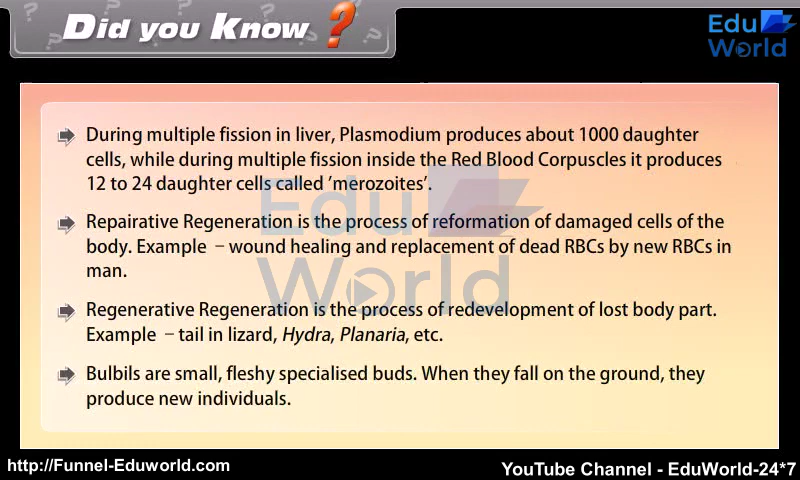 Did you Know ?
Edu
World
During multiple fission in liver, Plasmodium produces about 1000 daughter
cells, while during multiple fission inside the Red Blood Corpuscles it produces
12 to 24 daughter cells called 'merozoites'.
Repairative Regeneration is the process of reformation of damaged cells of the
body. Example – wound healing and replacement of dead RBCs by new RBCs in
man.
Regenerative Regeneration is the process of redevelopment of lost body part.
Example – tail in lizard, Hydra, Planaria, etc.
Bulbils are small, fleshy specialised buds. When they fall on the ground, they
produce new individuals.
Edu
World
http://Funnel-Eduworld.com
YouTube Channel - EduWorld-24*7